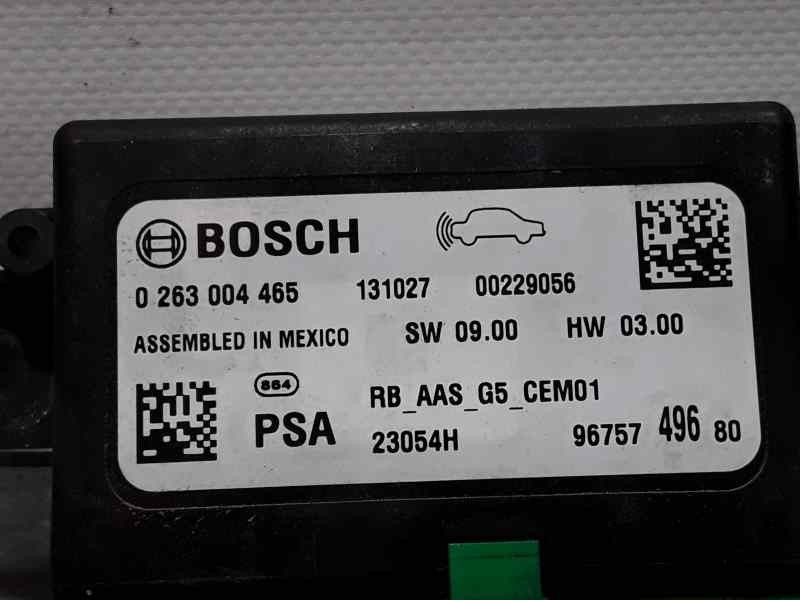 BOSCH
0 263 004 465 131027 00229056
ASSEMBLED IN MEXICO SW 09.00 HW 03.00
864 RB_AAS_G5_CEM01
PSA 23054H 96757 496 80